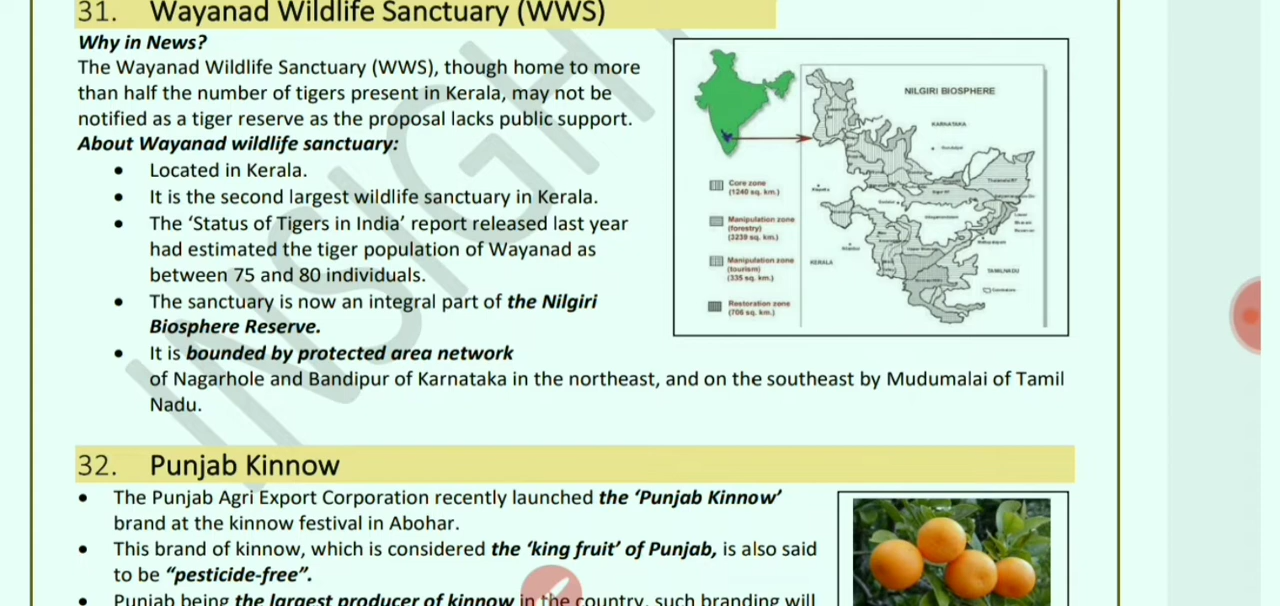 31. Wayanad Wildlife Sanctuary (WWS)
Why in News?
The Wayanad Wildlife Sanctuary (WWS), though home to more
than half the number of tigers present in Kerala, may not be
notified as a tiger reserve as the proposal lacks public support.
About Wayanad wildlife sanctuary:
• Located in Kerala.
• It is the second largest wildlife sanctuary in Kerala.
• The ‘Status of Tigers in India’ report released last year
had estimated the tiger population of Wayanad as
between 75 and 80 individuals.
• The sanctuary is now an integral part of the Nilgiri
Biosphere Reserve.
• It is bounded by protected area network
of Nagarhole and Bandipur of Karnataka in the northeast, and on the southeast by Mudumalai of Tamil
Nadu.
NILGIRI BIOSPHERE
KARNATAKA
Core zone
(1240 sq. km.)
Manipulation zone
(forestry)
(3238 sq. km.)
Manipulation zone
(tourism)
(335 sq. km.)
Restoration zone
(706 sq. km.)
KERALA
TAMILNADU
INSIGHT
32. Punjab Kinnow
• The Punjab Agri Export Corporation recently launched the ‘Punjab Kinnow’
brand at the kinnow festival in Abohar.
• This brand of kinnow, which is considered the ‘king fruit’ of Punjab, is also said
to be “pesticide-free”.
• Punjab being the largest producer of kinnow in the country, such branding will